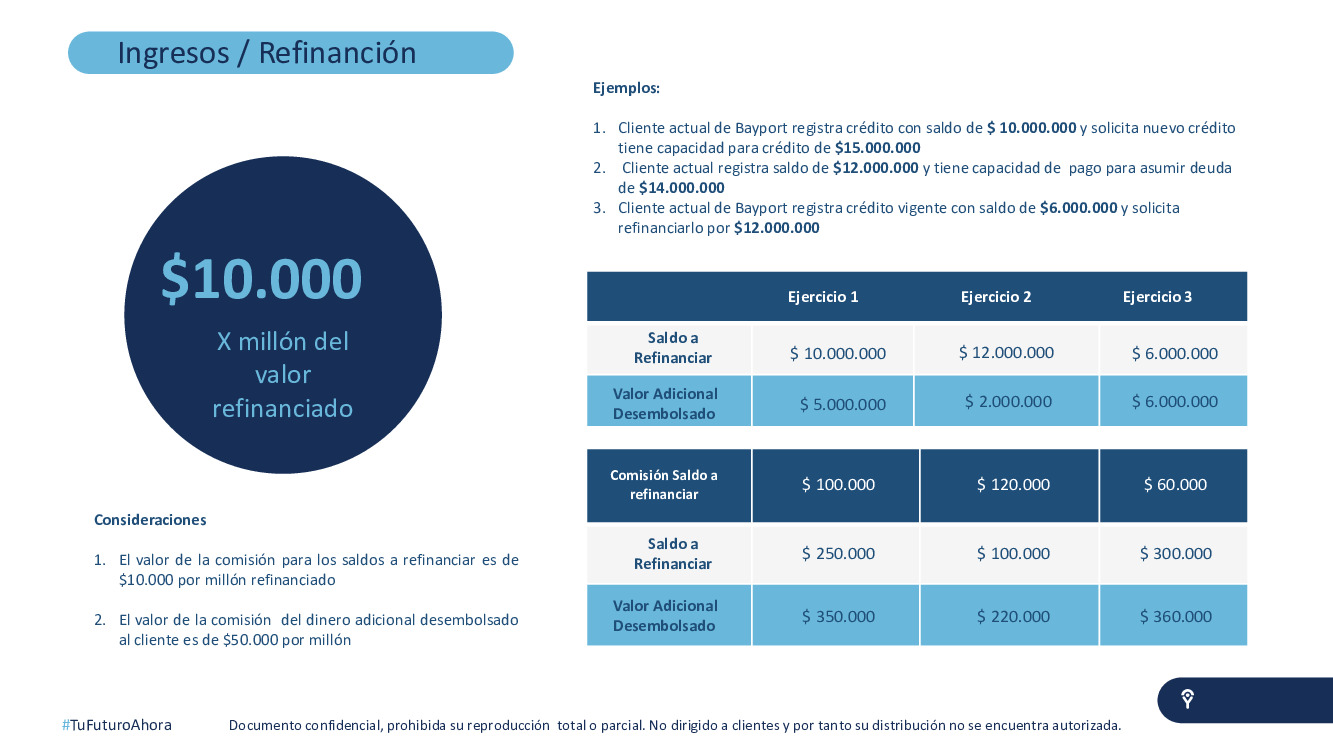 Ingresos / Refinanción
$10.000
X millón del
valor
refinanciado
Consideraciones
1. El valor de la comisión para los saldos a refinanciar es de
$10.000 por millón refinanciado
2. El valor de la comisión del dinero adicional desembolsado
al cliente es de $50.000 por millón
Ejemplos:
1. Cliente actual de Bayport registra crédito con saldo de $ 10.000.000 y solicita nuevo crédito
tiene capacidad para crédito de $15.000.000
2. Cliente actual registra saldo de $12.000.000 y tiene capacidad de pago para asumir deuda
de $14.000.000
3. Cliente actual de Bayport registra crédito vigente con saldo de $6.000.000 y solicita
refinanciarlo por $12.000.000
Ejercicio 1 Ejercicio 2 Ejercicio 3
Saldo a
Refinanciar $ 10.000.000 $ 12.000.000 $ 6.000.000
Valor Adicional
Desembolsado $ 5.000.000 $ 2.000.000 $ 6.000.000
Comisión Saldo a
refinanciar $ 100.000 $ 120.000 $ 60.000
Saldo a
Refinanciar $ 250.000 $ 100.000 $ 300.000
Valor Adicional
Desembolsado $ 350.000 $ 220.000 $ 360.000
#TuFuturoAhora
Documento confidencial, prohibida su reproducción total o parcial. No dirigido a clientes y por tanto su distribución no se encuentra autorizada.